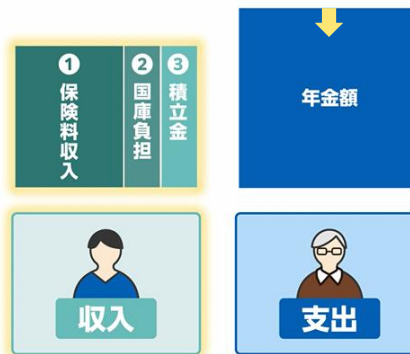 ① 保険料収入
② 国庫負担
③ 積立金
年金額
収入
支出